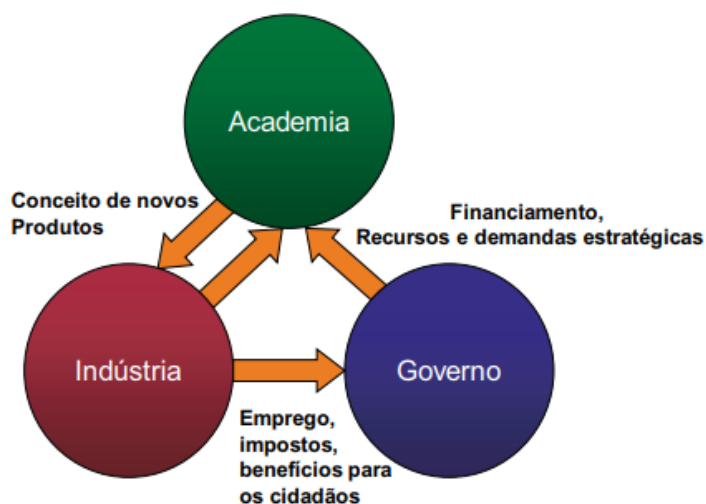 Academia
Conceito de novos
Produtos
Financiamento,
Recursos e demandas estratégicas
Indústria
Governo
Emprego,
impostos,
benefícios para
os cidadãos